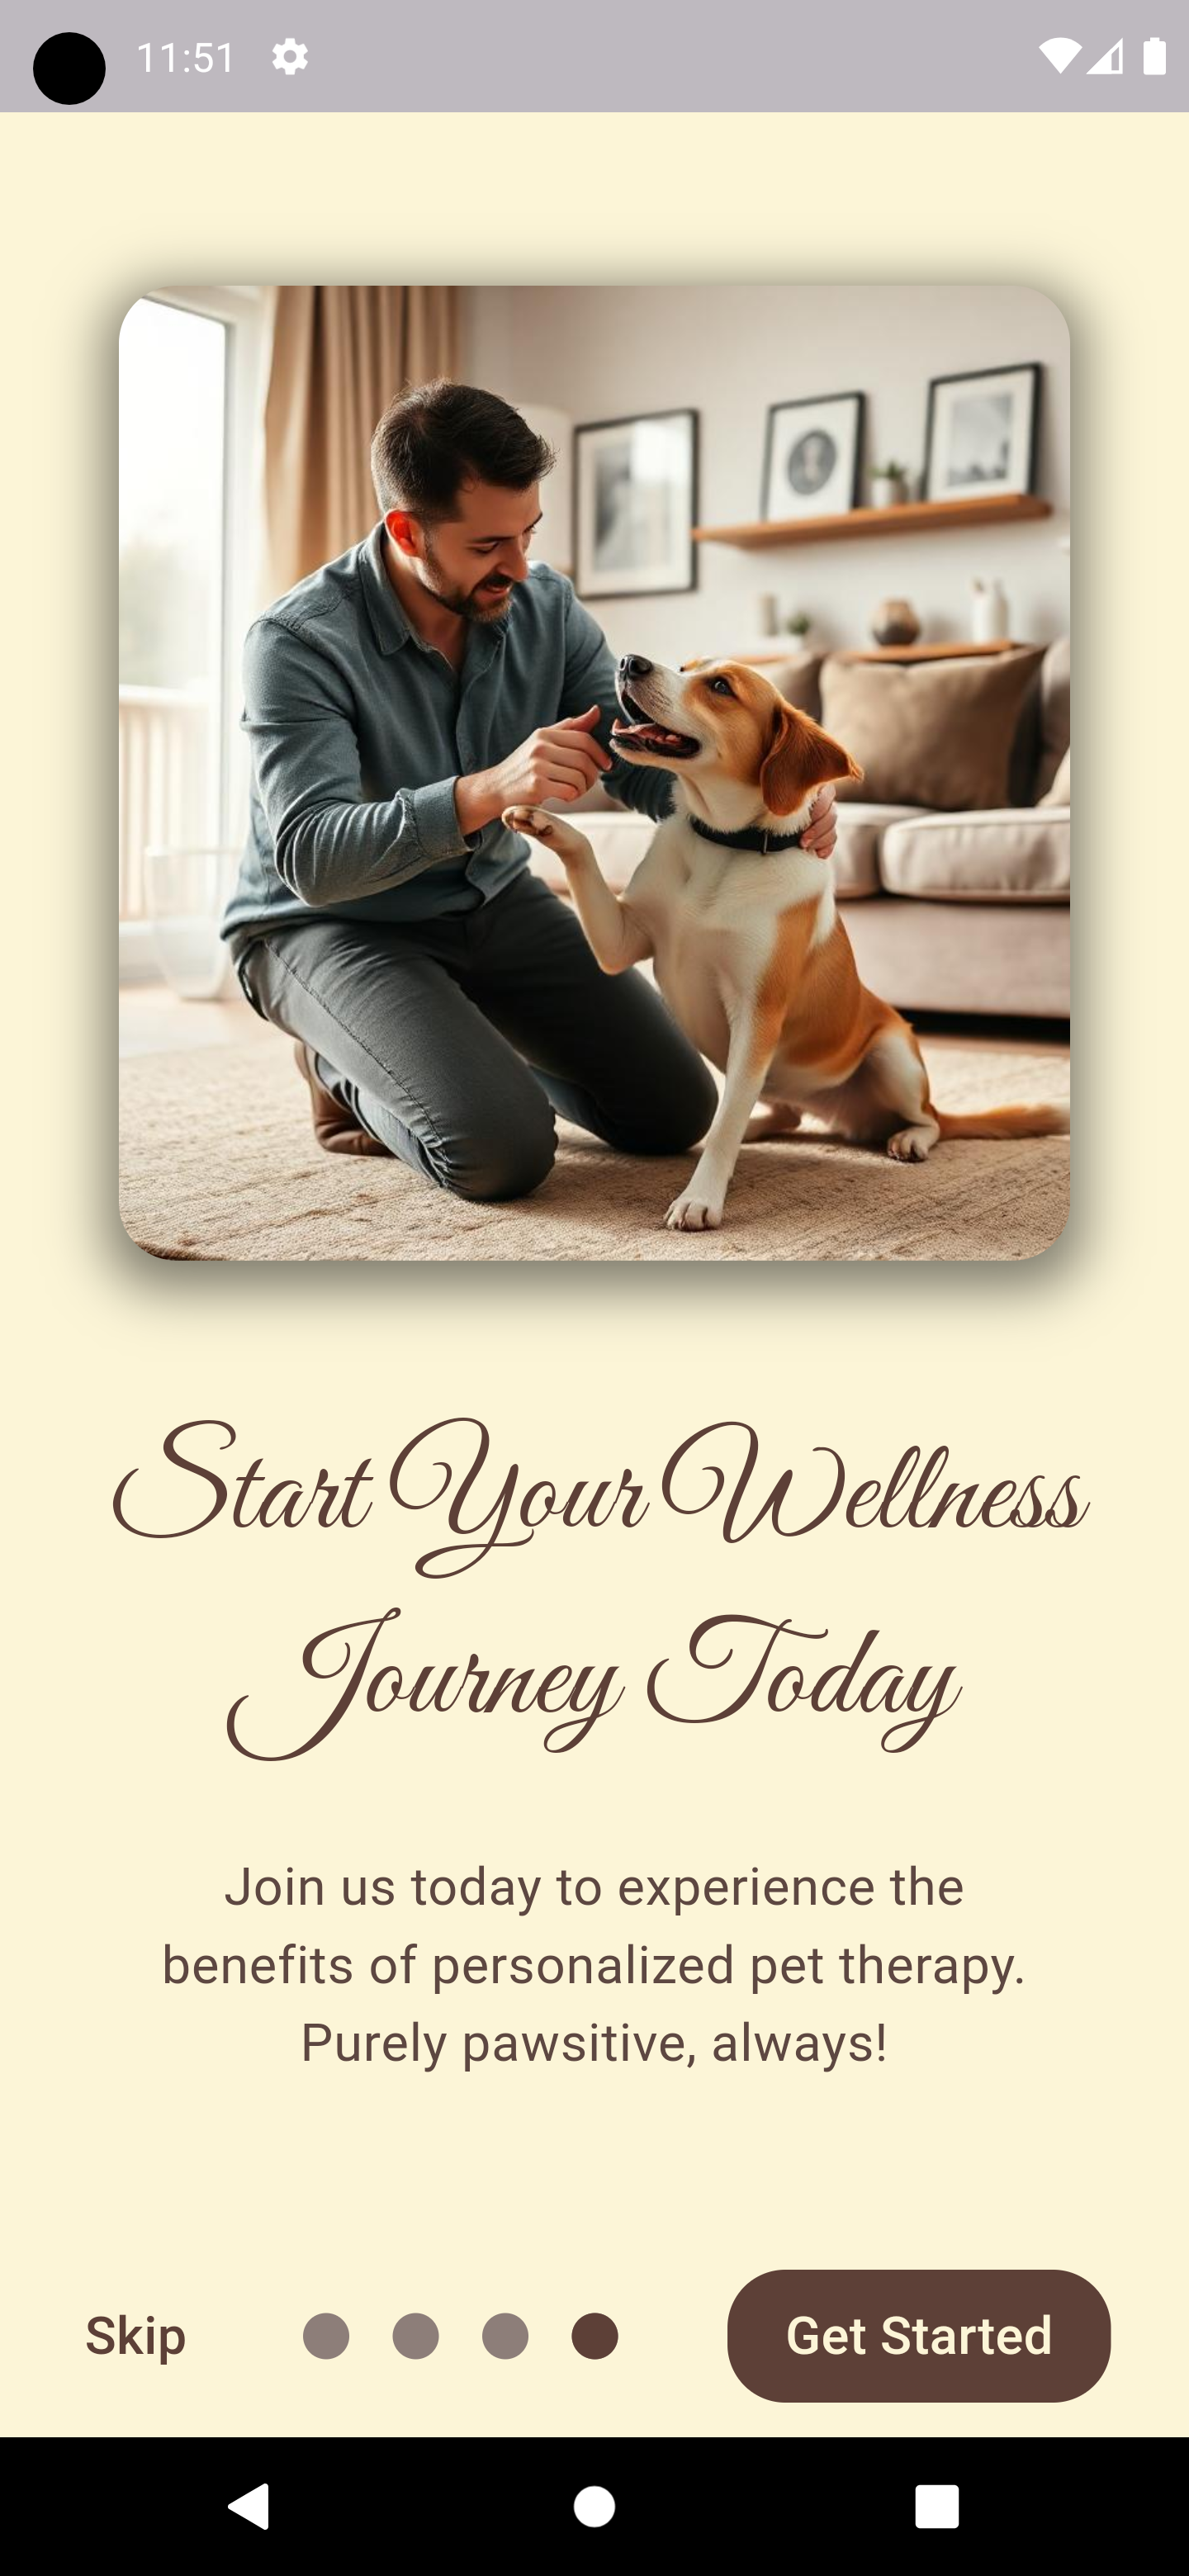 11:51
Start Your Wellness
Journey Today
Join us today to experience the
benefits of personalized pet therapy.
Purely pawsitive, always!
Skip
Get Started